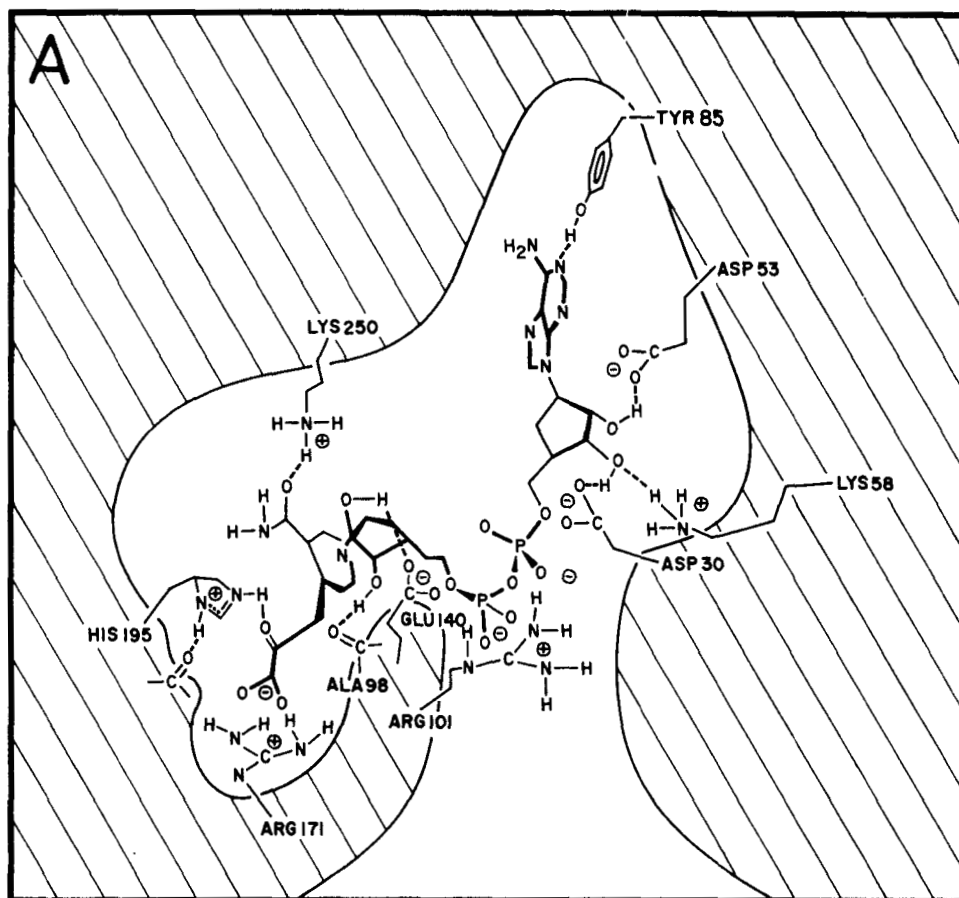 A
TYR 85
O
H
H2N
N
N
N
N
N
ASP 53
O
C
⊖
O
H
O
LYS 250
H-N-H
⊕
H
O
H
N
H
O-H
N
O
H
O
O
H
O
⊖
C
O
H
H
N-H
⊕
LYS 58
ASP 30
O
O
P
O
⊖
O
O
P
O
O
⊖
O
⊖
C
O
GLU 140
O
H
O
C
ALA 98
HIS 195
N
⊕
N-H
H
O
C
O
O
⊖
O
H
N
H
N-H
C
⊕
N-H
H
ARG 101
H
H
N
⊕
C
H
N
H
N
ARG 171